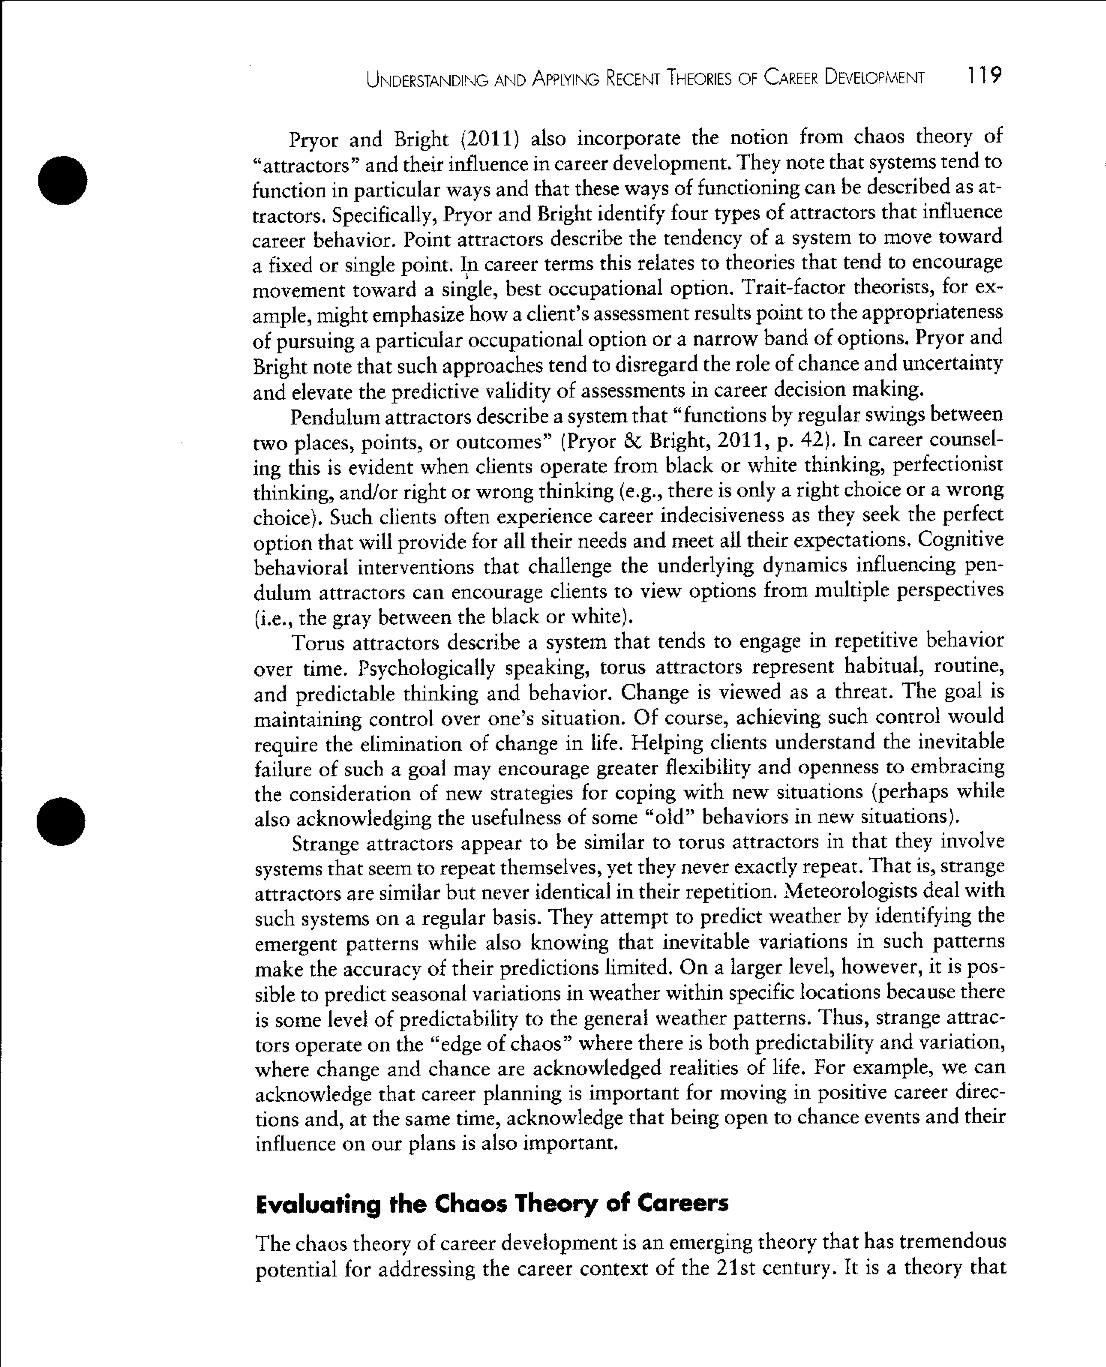 UNDERSTANDING AND APPLYING RECENT THEORIES OF CAREER DEVELOPMENT 119
Pryor and Bright (2011) also incorporate the notion from chaos theory of
“attractors” and their influence in career development. They note that systems tend to
function in particular ways and that these ways of functioning can be described as at-
tractors. Specifically, Pryor and Bright identify four types of attractors that influence
career behavior. Point attractors describe the tendency of a system to move toward
a fixed or single point. In career terms this relates to theories that tend to encourage
movement toward a single, best occupational option. Trait-factor theorists, for ex-
ample, might emphasize how a client’s assessment results point to the appropriateness
of pursuing a particular occupational option or a narrow band of options. Pryor and
Bright note that such approaches tend to disregard the role of chance and uncertainty
and elevate the predictive validity of assessments in career decision making.
Pendulum attractors describe a system that “functions by regular swings between
two places, points, or outcomes” (Pryor & Bright, 2011, p. 42). In career counsel-
ing this is evident when clients operate from black or white thinking, perfectionist
thinking, and/or right or wrong thinking (e.g., there is only a right choice or a wrong
choice). Such clients often experience career indecisiveness as they seek the perfect
option that will provide for all their needs and meet all their expectations. Cognitive
behavioral interventions that challenge the underlying dynamics influencing pen-
dulum attractors can encourage clients to view options from multiple perspectives
(i.e., the gray between the black or white).
Torus attractors describe a system that tends to engage in repetitive behavior
over time. Psychologically speaking, torus attractors represent habitual, routine,
and predictable thinking and behavior. Change is viewed as a threat. The goal is
maintaining control over one’s situation. Of course, achieving such control would
require the elimination of change in life. Helping clients understand the inevitable
failure of such a goal may encourage greater flexibility and openness to embracing
the consideration of new strategies for coping with new situations (perhaps while
also acknowledging the usefulness of some “old” behaviors in new situations).
Strange attractors appear to be similar to torus attractors in that they involve
systems that seem to repeat themselves, yet they never exactly repeat. That is, strange
attractors are similar but never identical in their repetition. Meteorologists deal with
such systems on a regular basis. They attempt to predict weather by identifying the
emergent patterns while also knowing that inevitable variations in such patterns
make the accuracy of their predictions limited. On a larger level, however, it is pos-
sible to predict seasonal variations in weather within specific locations because there
is some level of predictability to the general weather patterns. Thus, strange attrac-
tors operate on the “edge of chaos” where there is both predictability and variation,
where change and chance are acknowledged realities of life. For example, we can
acknowledge that career planning is important for moving in positive career direc-
tions and, at the same time, acknowledge that being open to chance events and their
influence on our plans is also important.
Evaluating the Chaos Theory of Careers
The chaos theory of career development is an emerging theory that has tremendous
potential for addressing the career context of the 21st century. It is a theory that